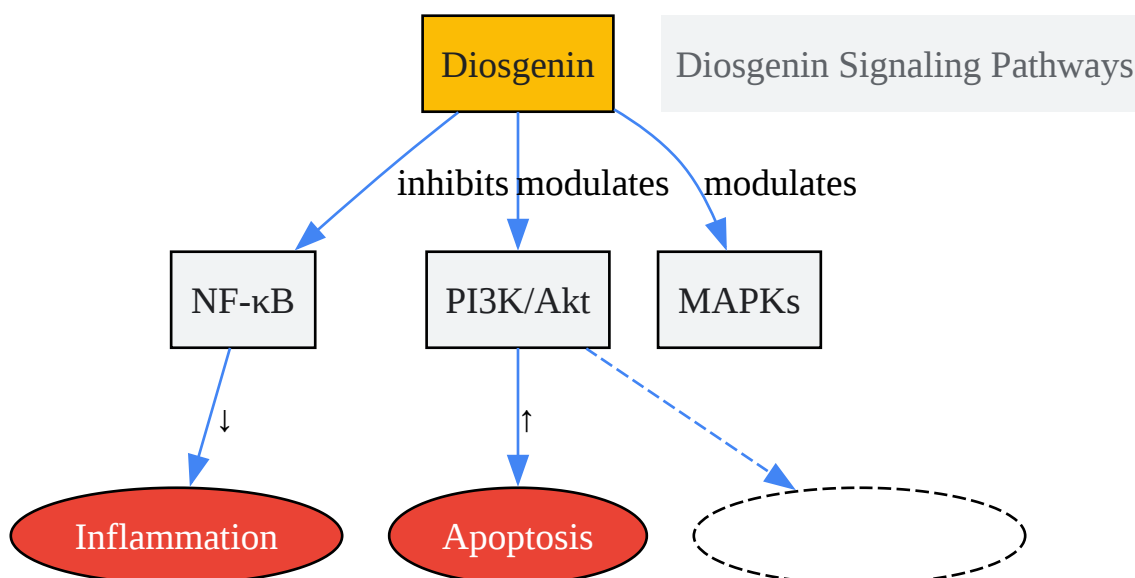 Diosgenin
Diosgenin Signaling Pathways
inhibits
modulates
modulates
NF-κB
PI3K/Akt
MAPKs
↓
↑
Inflammation
Apoptosis